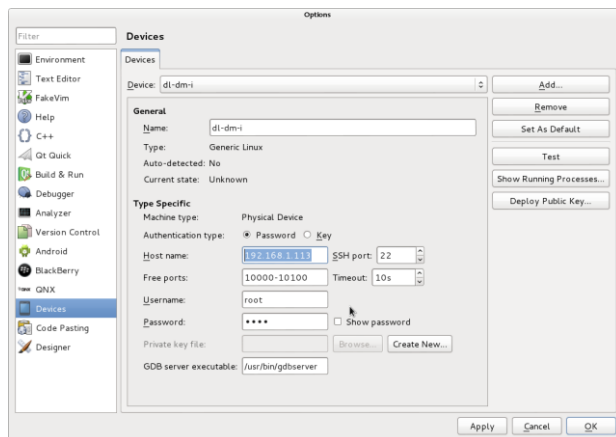 Options
Filter
Environment
Text Editor
FakeVim
Help
C++
Qt Quick
Build & Run
Debugger
Analyzer
Version Control
Android
BlackBerry
QNX
Devices
Code Pasting
Designer
Devices
Devices
Device: dl-dm-i
General
Name: dl-dm-i
Type: Generic Linux
Auto-detected: No
Current state: Unknown
Type Specific
Machine type: Physical Device
Authentication type: Password Key
Host name: 192.168.1.113 SSH port: 22
Free ports: 10000-10100 Timeout: 10s
Username: root
Password: •••• Show password
Private key file: Browse... Create New...
GDB server executable: /usr/bin/gdbserver
Add...
Remove
Set As Default
Test
Show Running Processes...
Deploy Public Key...
Apply Cancel OK